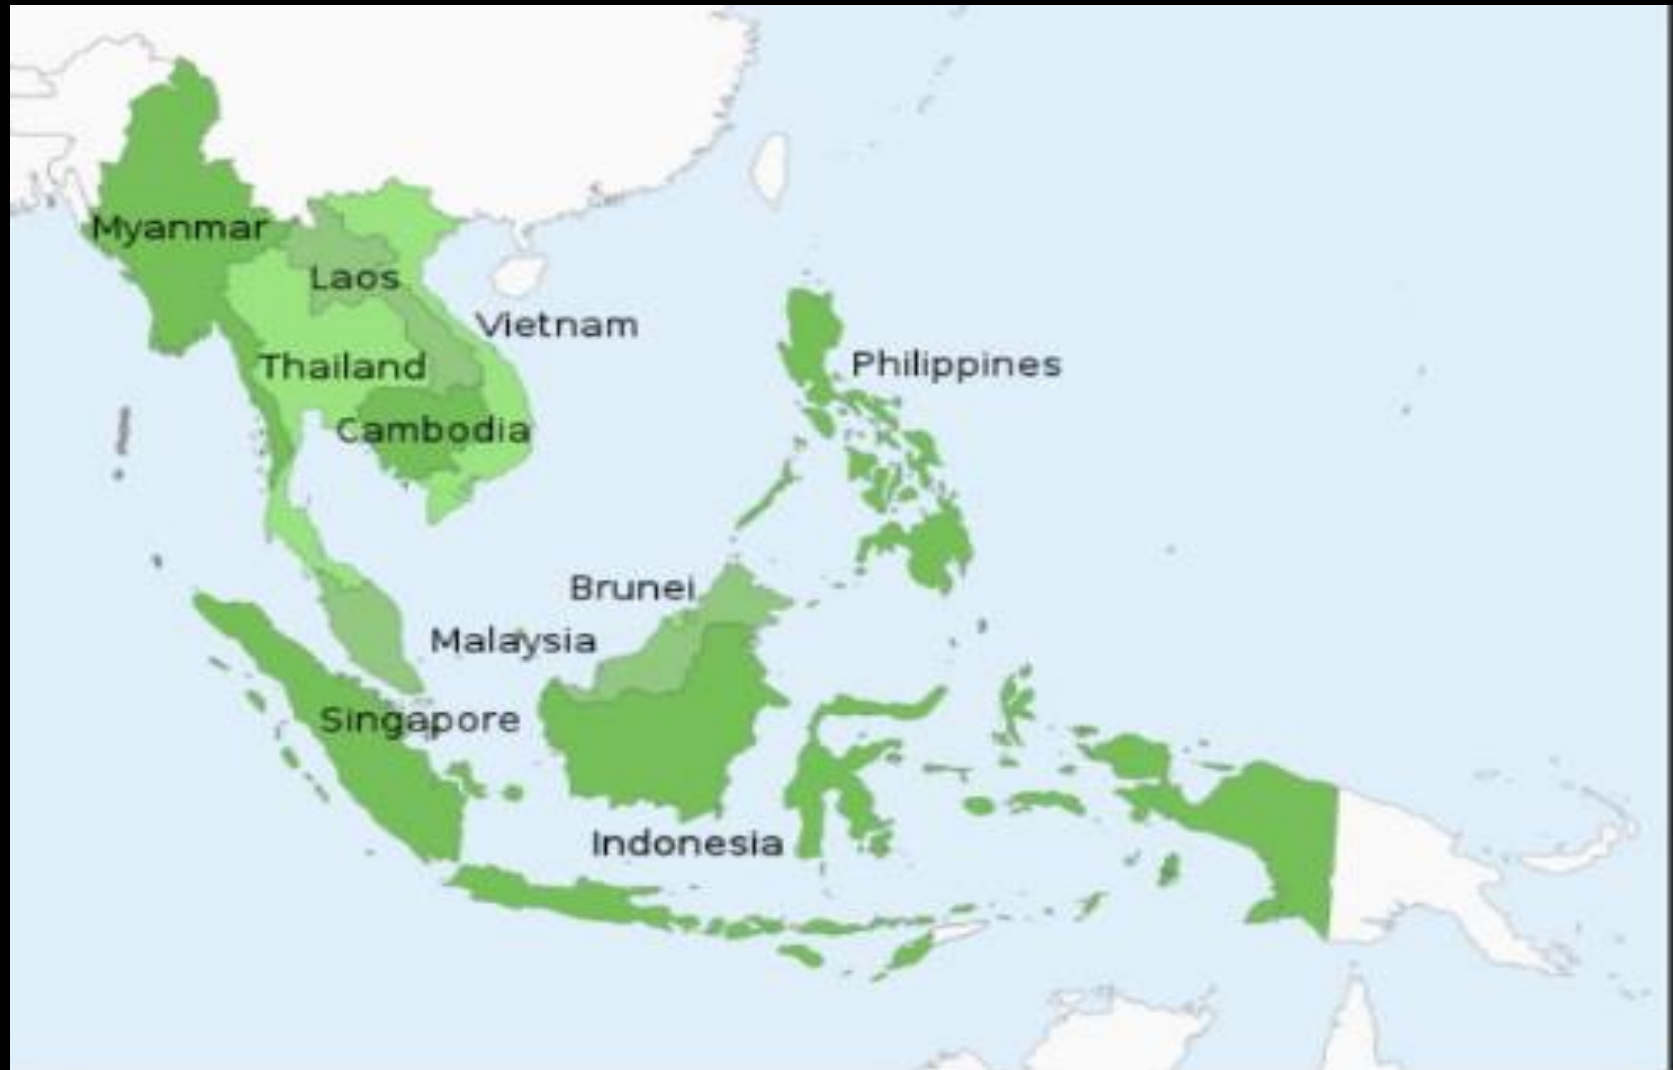 Myanmar
Laos
Vietnam
Thailand
Philippines
Cambodia
Brunei
Malaysia
Singapore
Indonesia